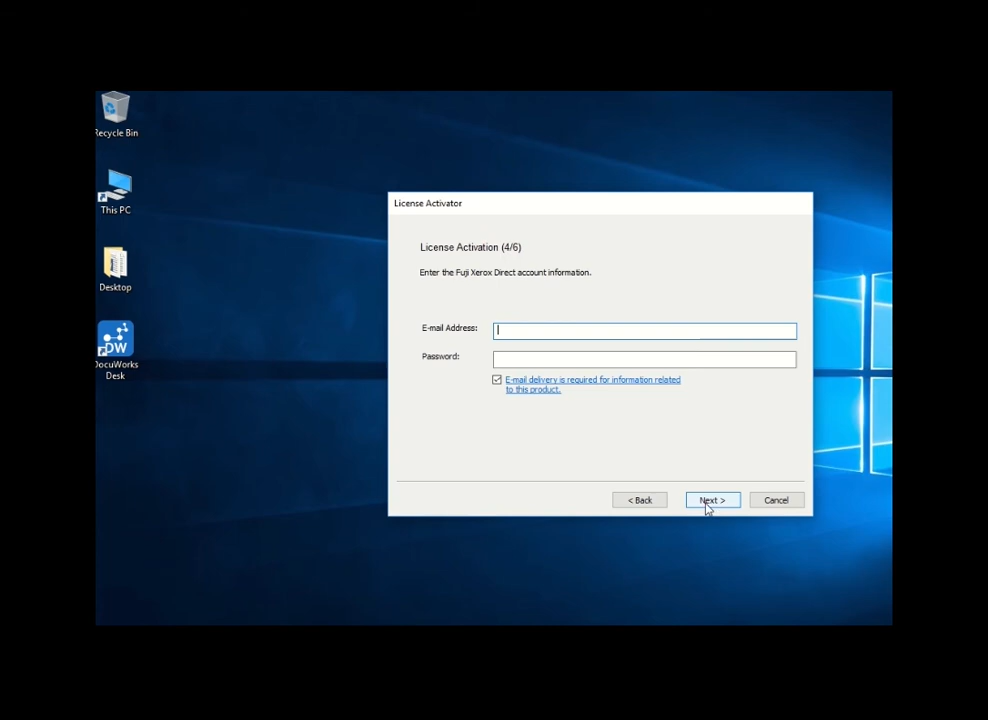 Recycle Bin
This PC
Desktop
DW
DocuWorks
Desk
License Activator
License Activation (4/6)
Enter the Fuji Xerox Direct account information.
E-mail Address:
Password:
E-mail delivery is required for information related
to this product.
< Back
Next >
Cancel